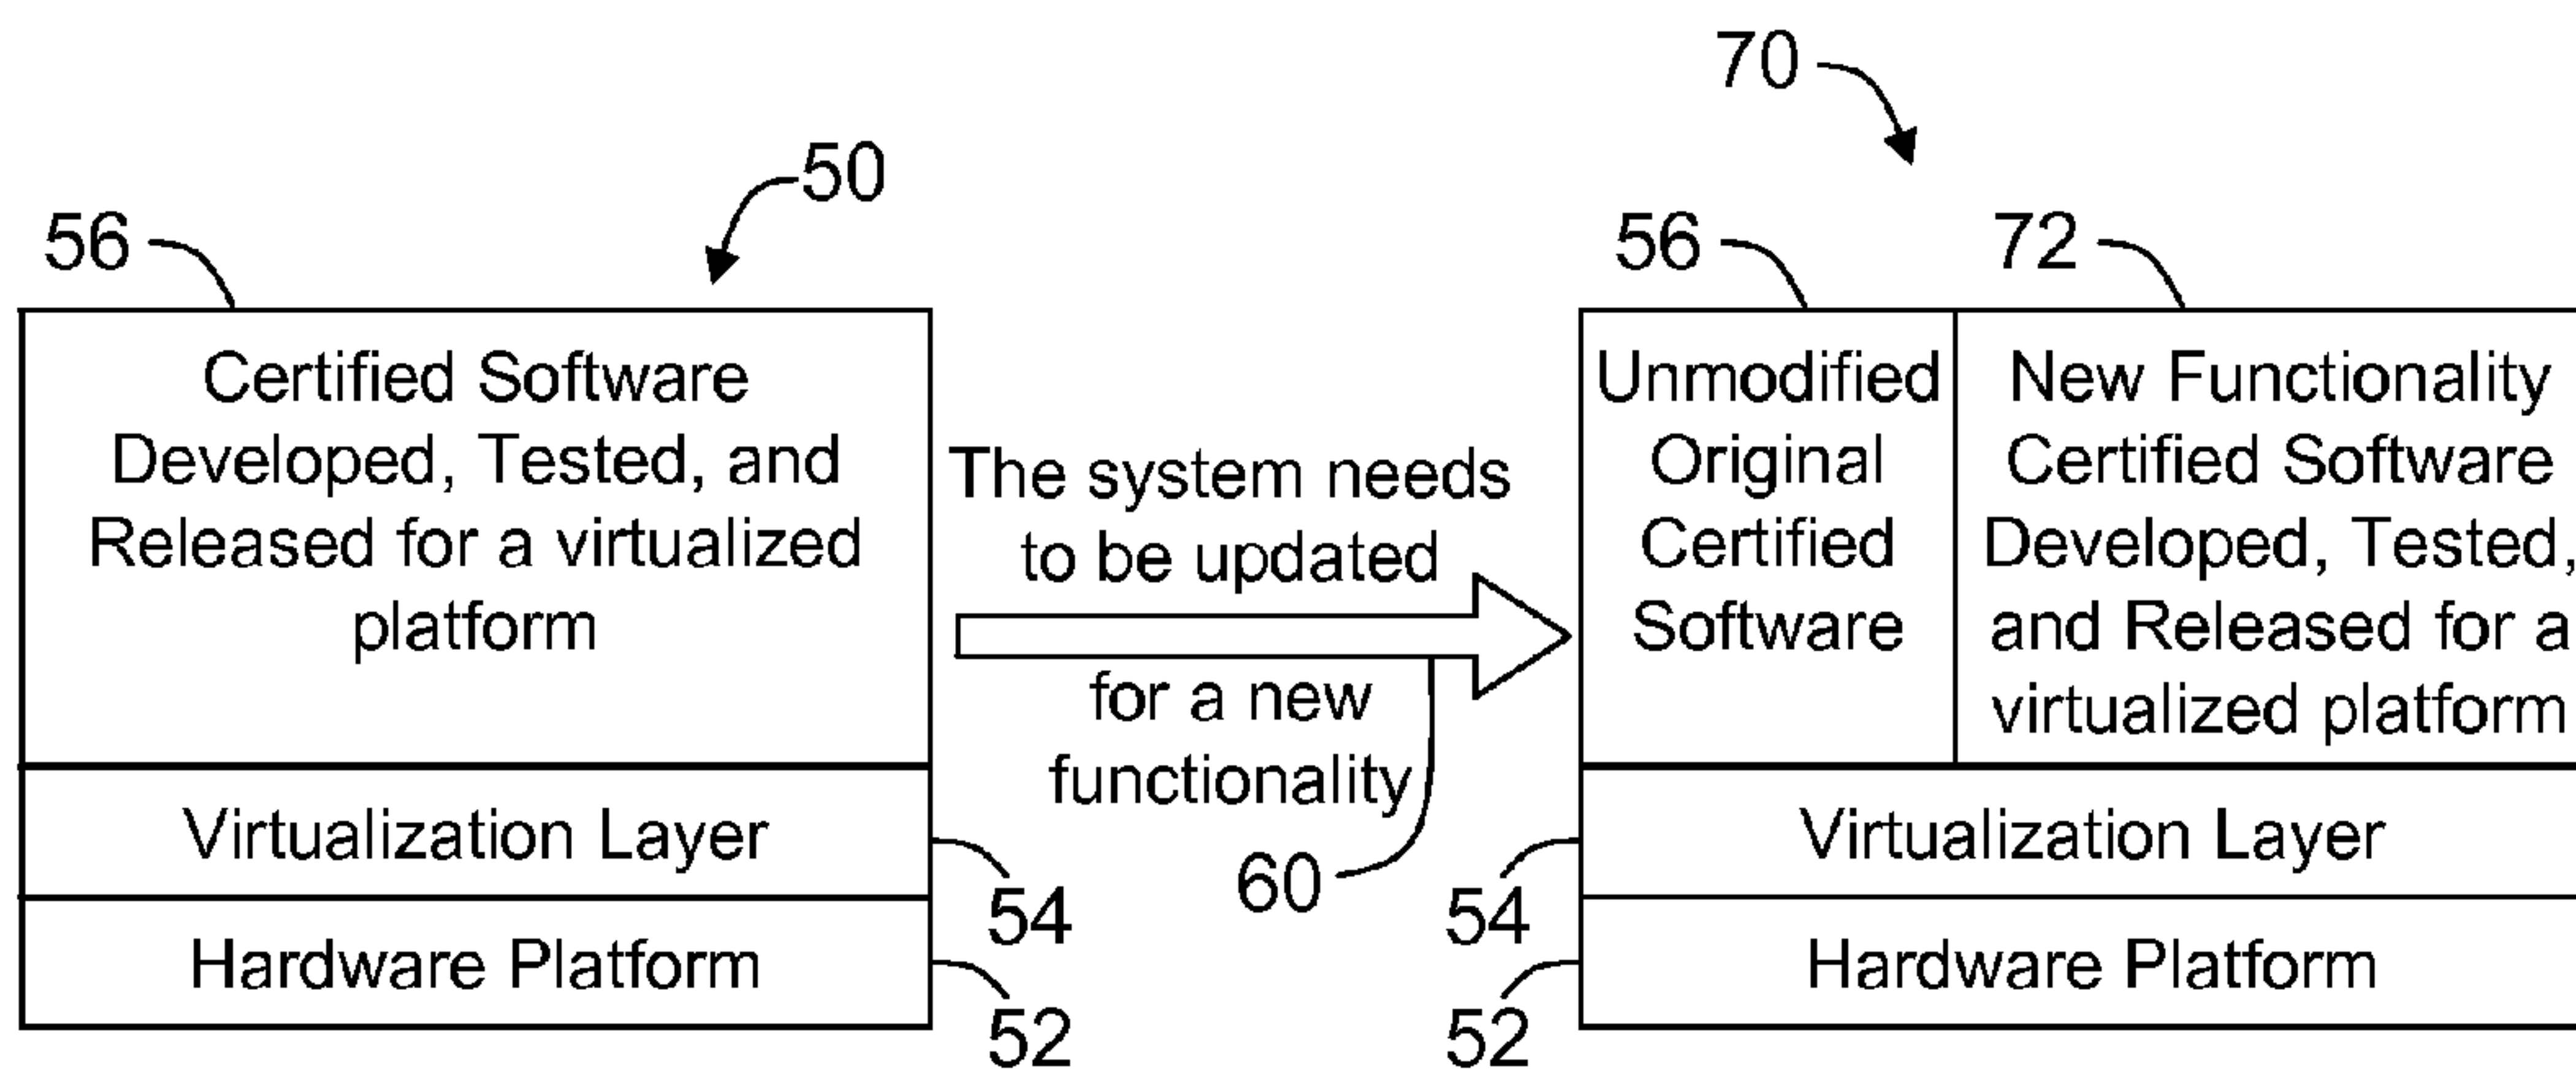 50
56
Certified Software
Developed, Tested, and
Released for a virtualized
platform
Virtualization Layer
54
Hardware Platform
52
The system needs
to be updated
for a new
functionality
60
70
56
72
Unmodified
Original
Certified
Software
New Functionality
Certified Software
Developed, Tested,
and Released for a
virtualized platform
Virtualization Layer
54
Hardware Platform
52